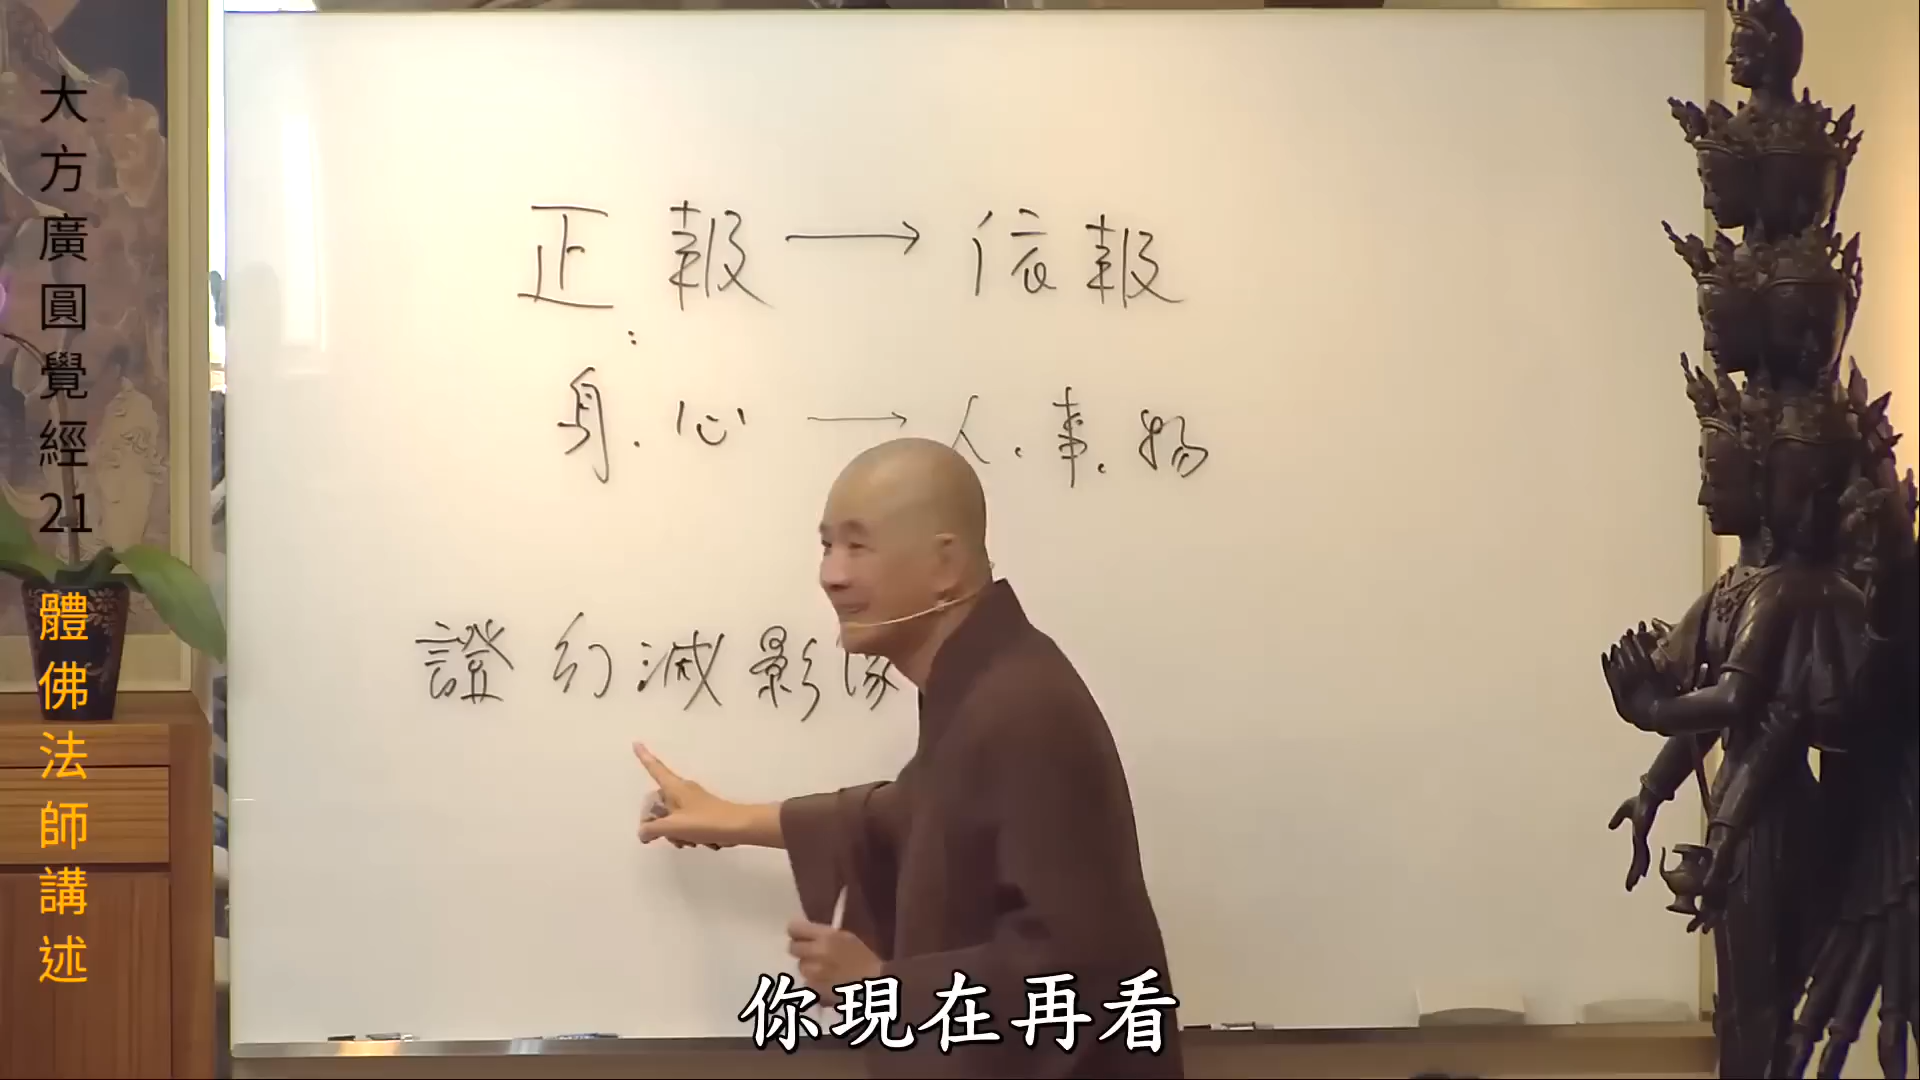 大方廣圓覺經21
體佛法師講述
正報→依報
:
身.心→人.事.物
證幻滅影像
你現在再看